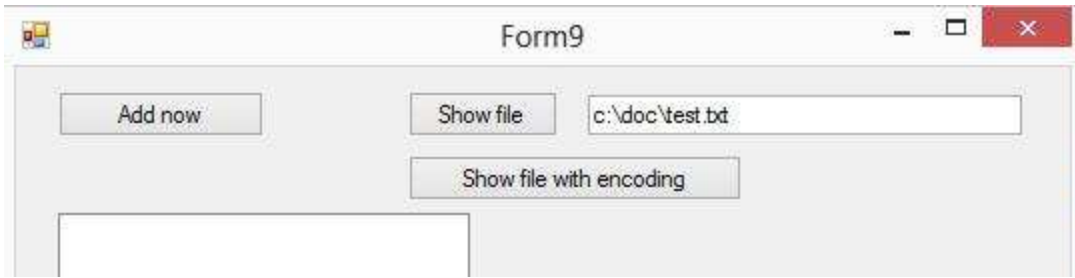 Form9
Add now
Show file
c:\doc\test.txt
Show file with encoding